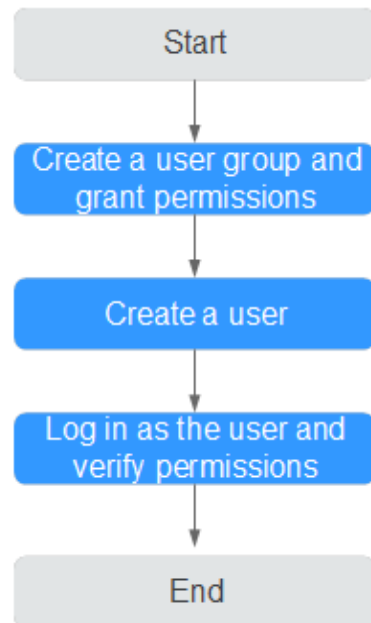 Start
Create a user group and
grant permissions
Create a user
Log in as the user and
verify permissions
End